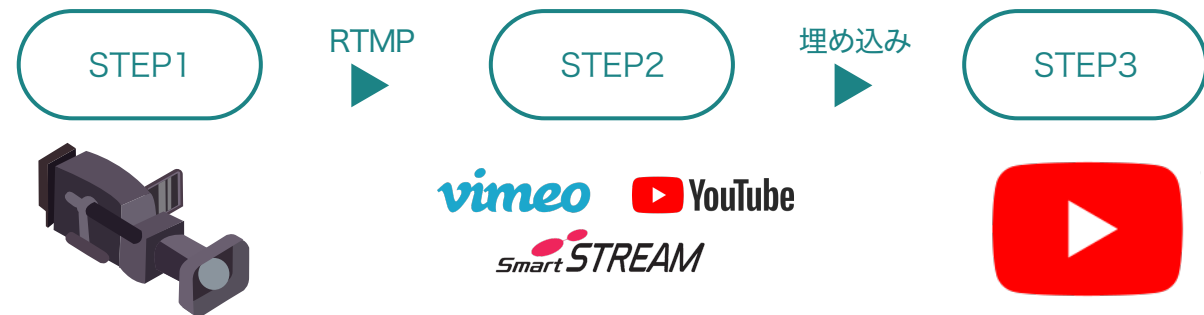 STEP1
RTMP
STEP2
埋め込み
STEP3
vimeo
YouTube
Smart STREAM